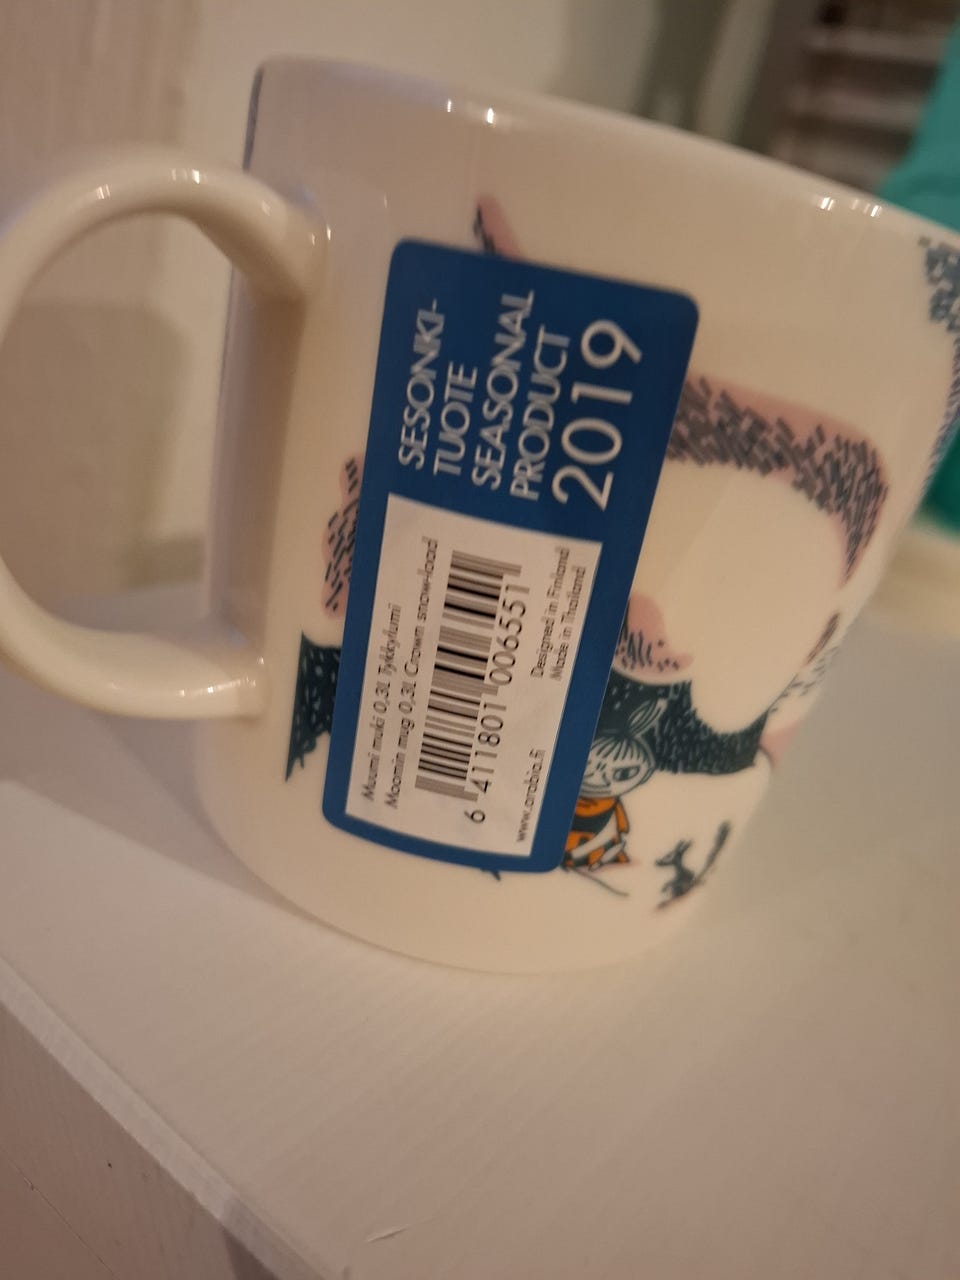 SESONKI-
TUOTE
SEASONAL
PRODUCT
2019
Muumi muki 0,3L Tykkylumi
Moomin mug 0,3L Crown snow-load
6 411801 006551
Designed in Finland
Made in Thailand
www.arabia.fi